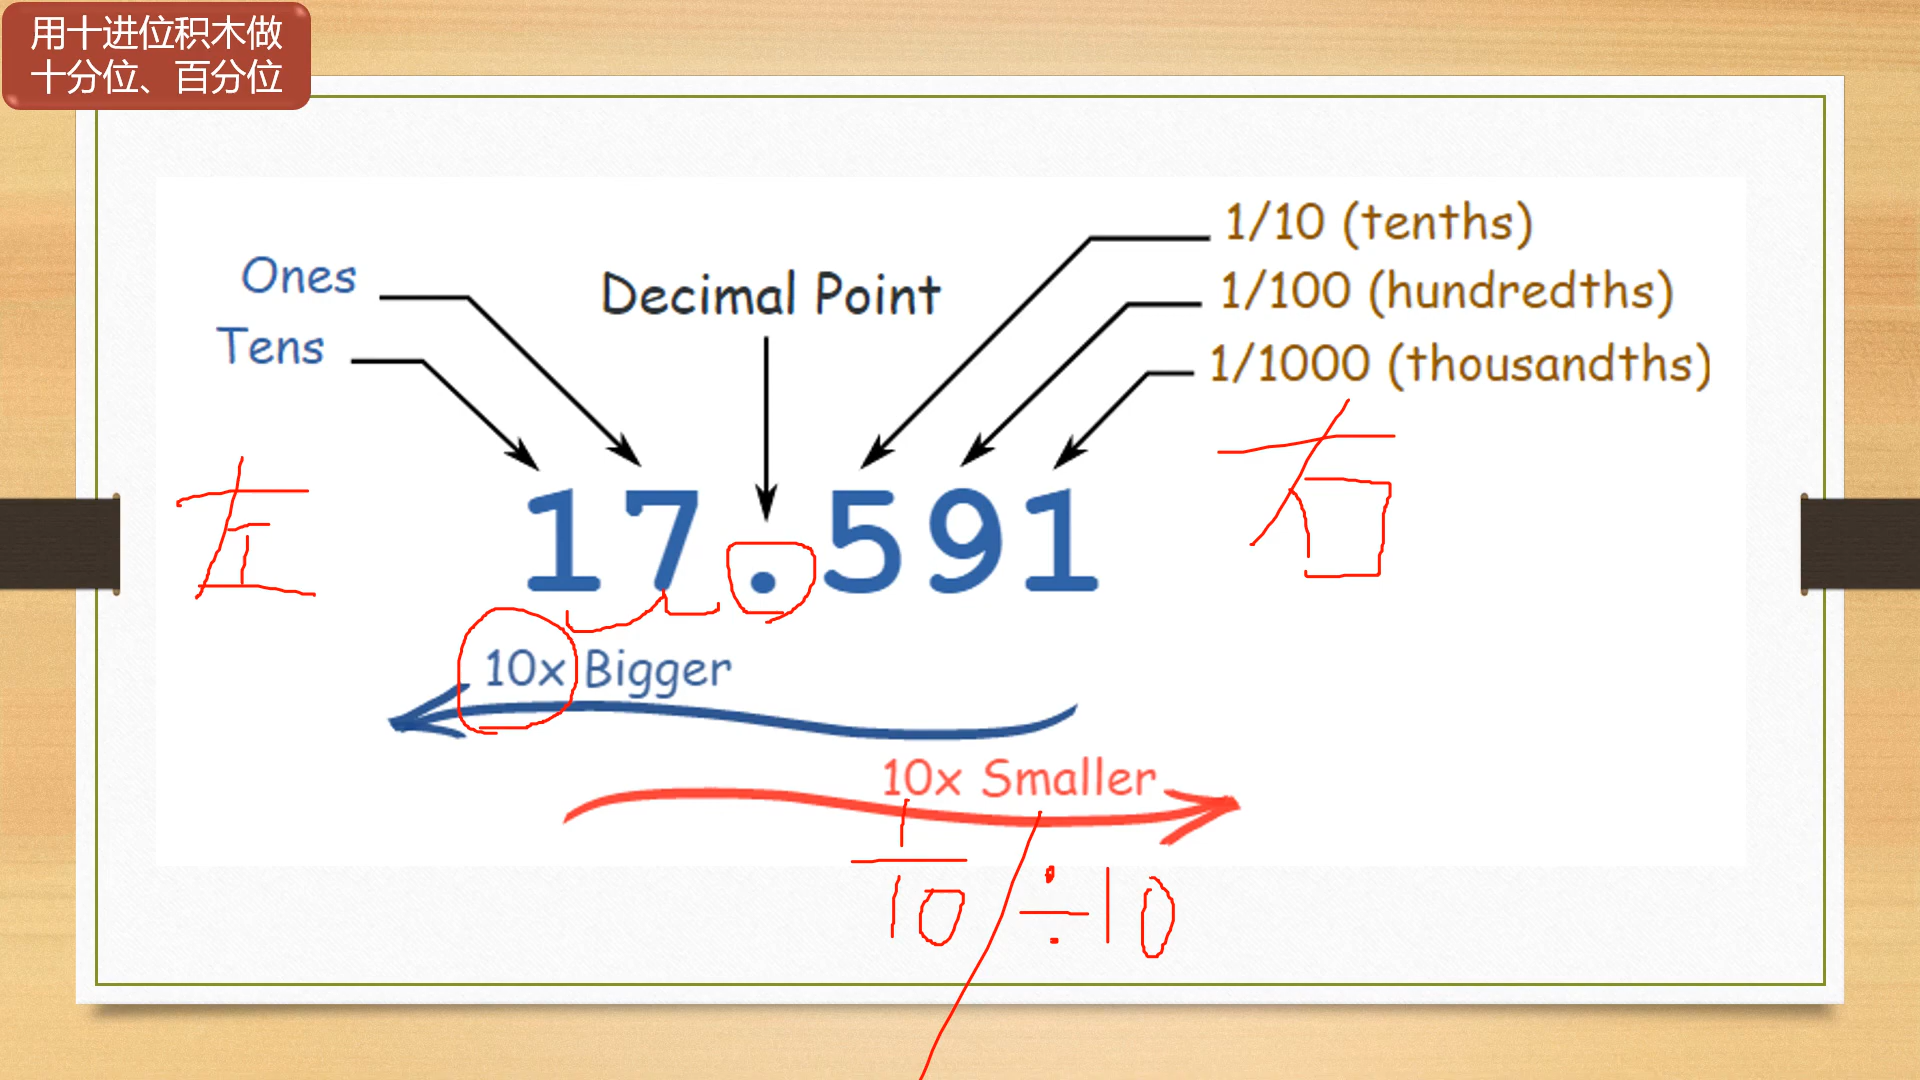 用十进位积木做
十分位、百分位
1/10 (tenths)
Ones
Decimal Point
1/100 (hundredths)
Tens
1/1000 (thousandths)
左
右
17.591
10x Bigger
10x Smaller
1/10
÷10